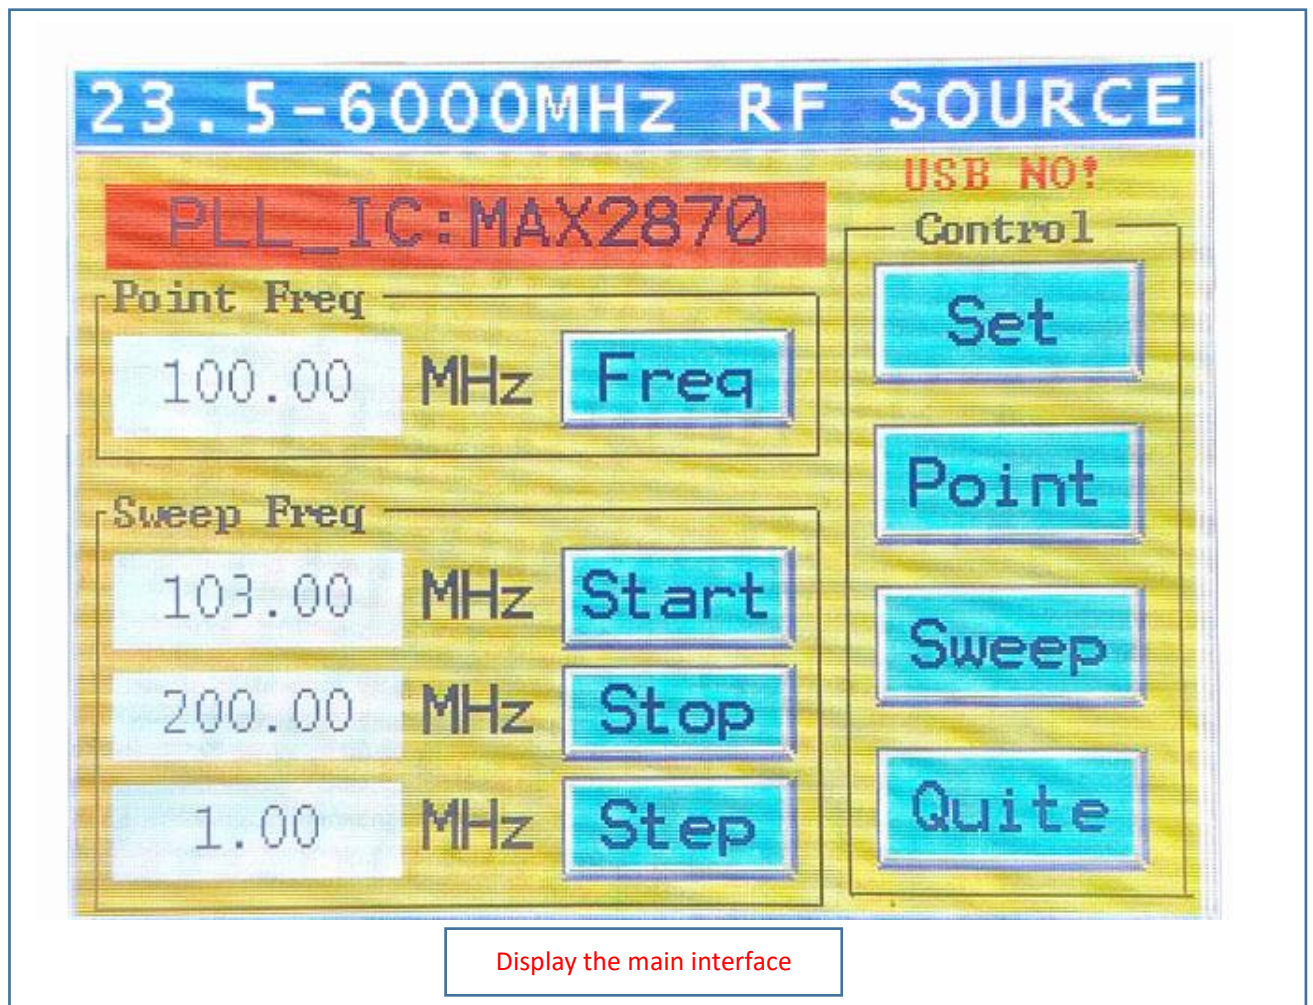 23.5-6000MHz RF SOURCE
USB NO!
PLL_IC:MAX2870
Control
Set
Point Freq
100.00 MHz Freq
Point
Sweep Freq
103.00 MHz Start
Sweep
200.00 MHz Stop
1.00 MHz Step
Quite
Display the main interface